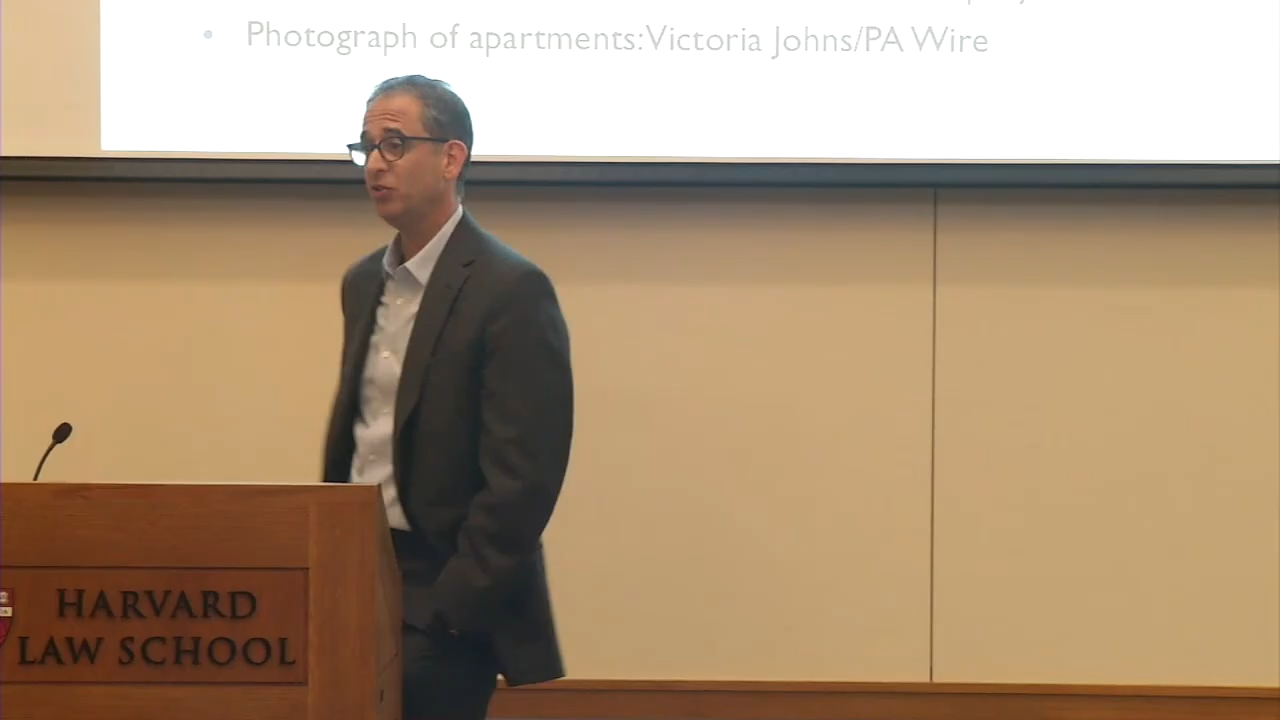 • Photograph of apartments: Victoria Johns/PA Wire
HARVARD
LAW SCHOOL